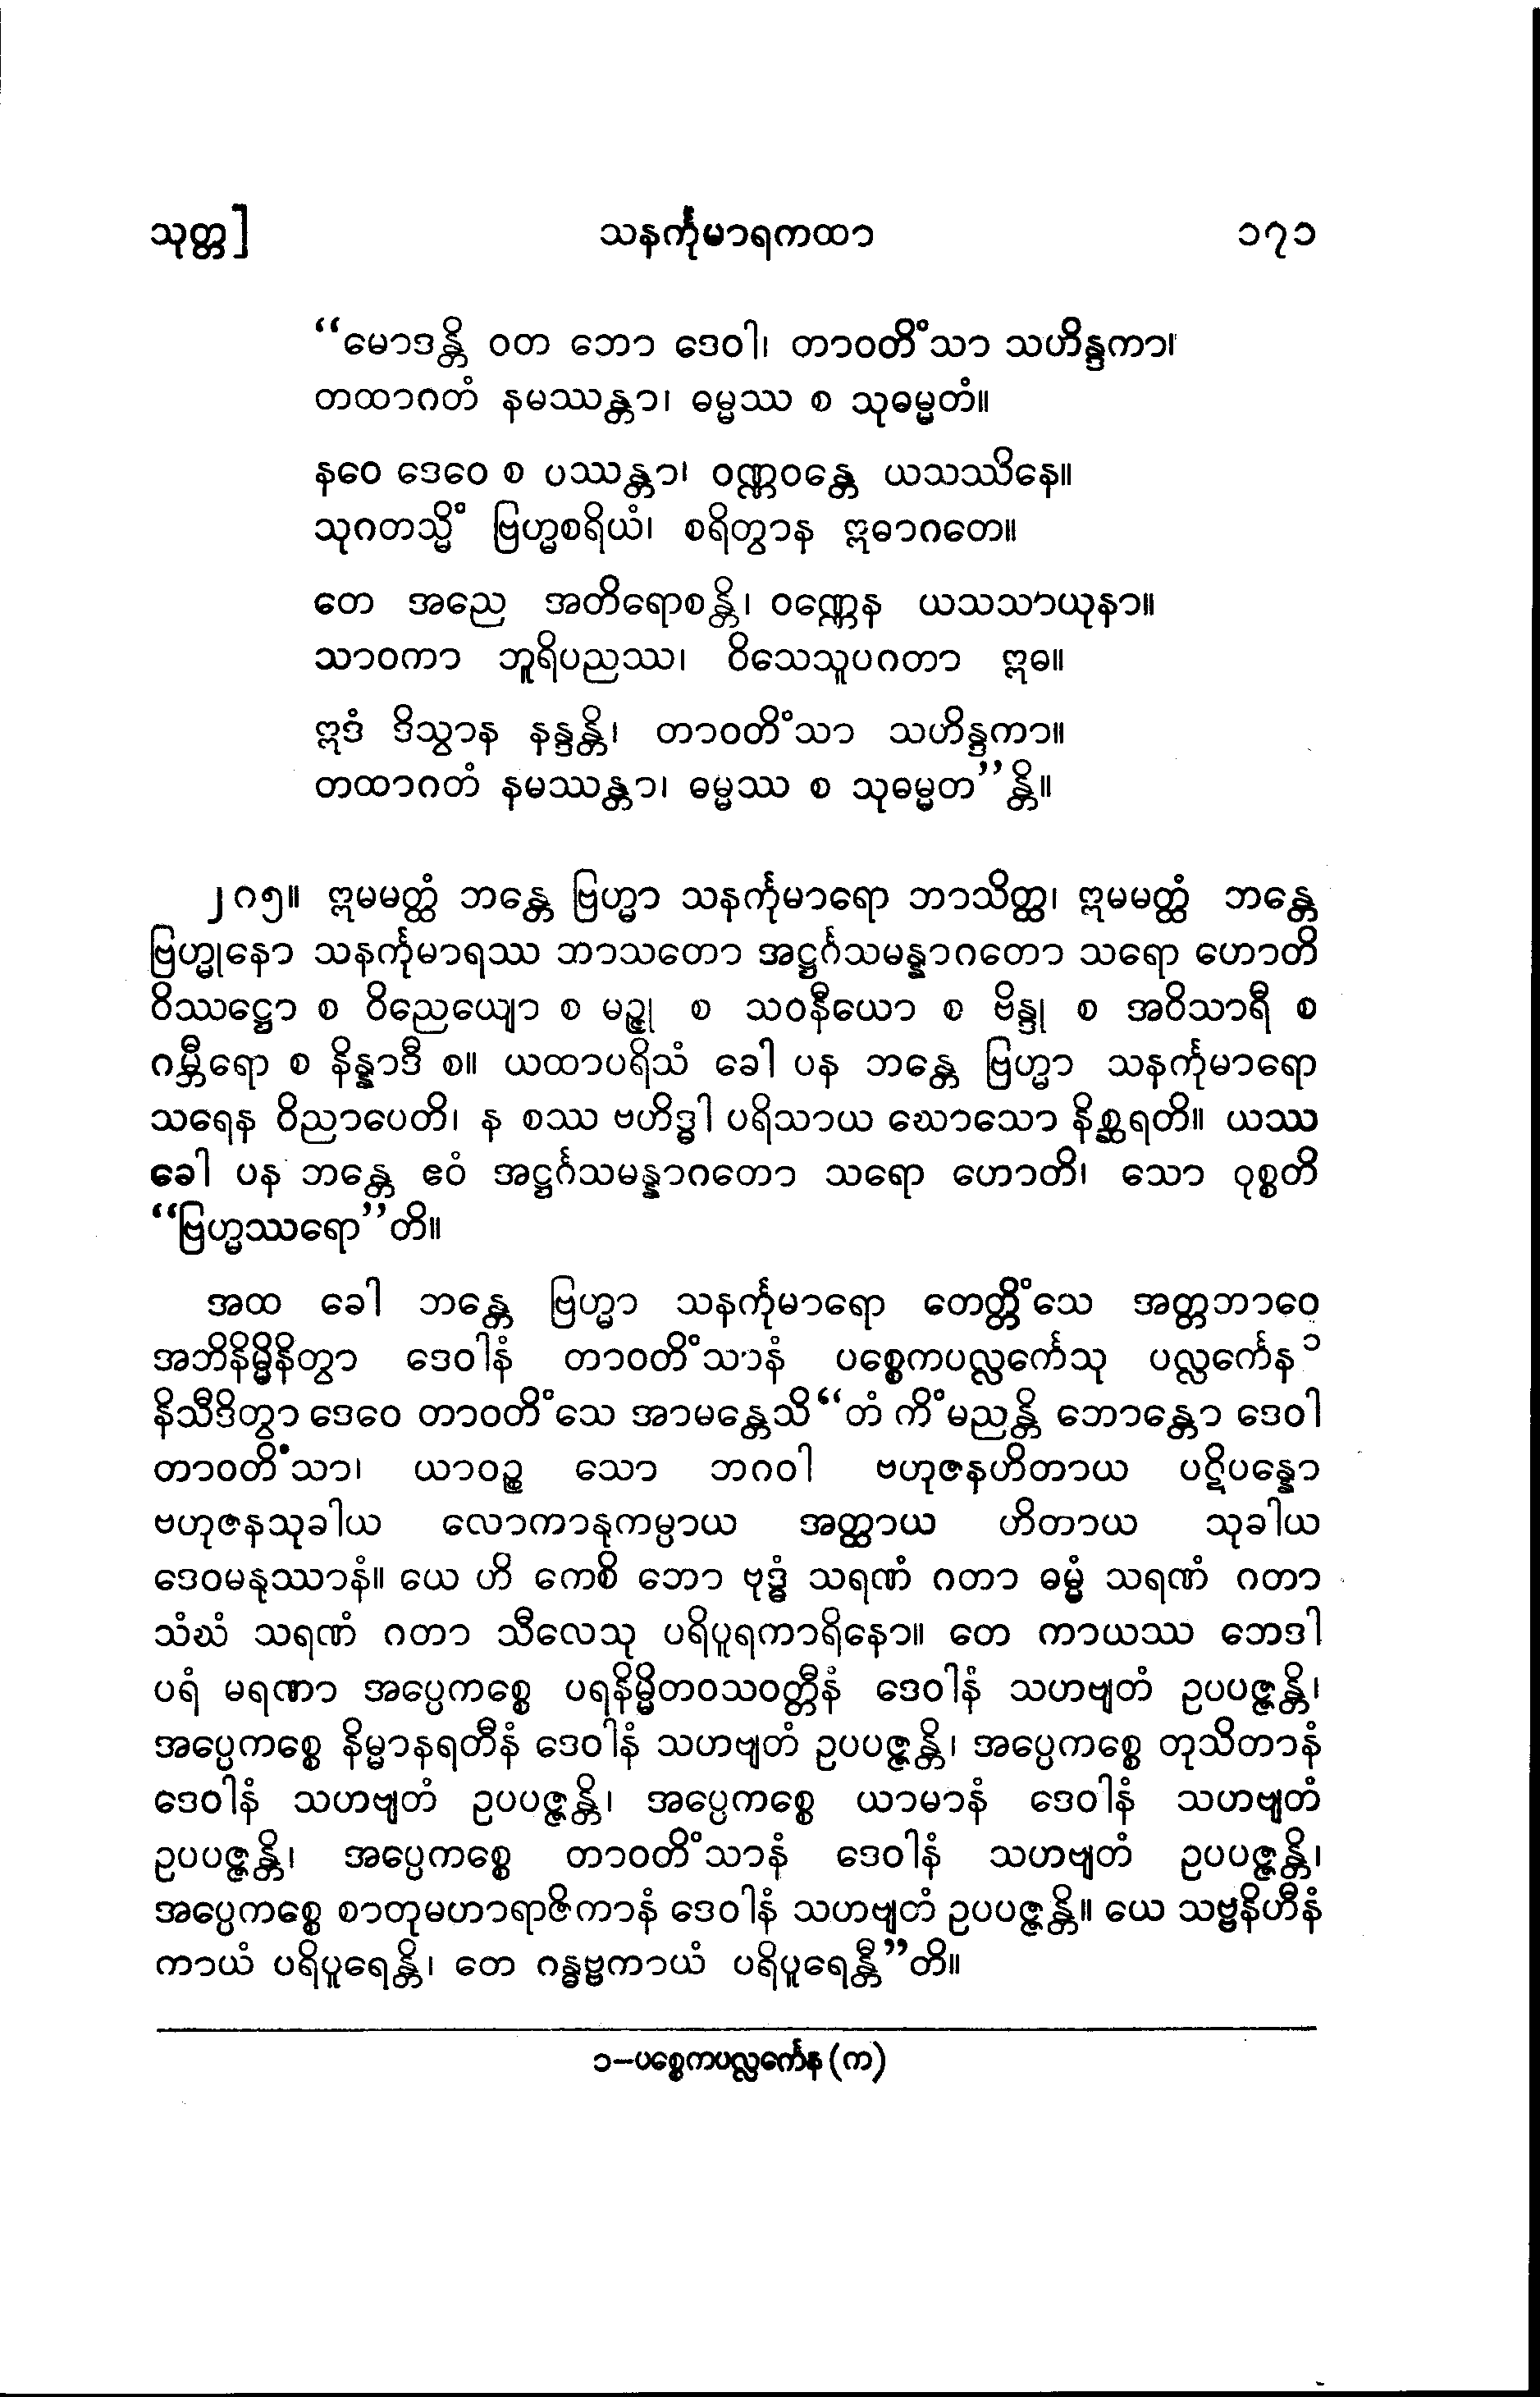 သုတ္တ]
သနင်္ကုမာရကထာ
၁၇၁
“မောဒန္တိ ဝတ ဘော ဒေဝါ၊ တာဝတိံသာ သဟိန္ဒကာ၊
တထာဂတံ နမဿန္တာ၊ ဓမ္မဿ စ သုဓမ္မတံ။
နဝေ ဒေဝေ စ ပဿန္တာ၊ ဝဏ္ဏဝန္တေ ယသဿိနေ။
သုဂတသ္မိံ ဗြဟ္မစရိယံ၊ စရိတွာန ဣဓာဂတေ။
တေ အညေ အတိရောစန္တိ၊ ဝဏ္ဏေန ယသသာယုနာ။
သာဝကာ ဘူရိပညဿ၊ ဝိသေသူပဂတာ ဣဓ။
ဣဒံ ဒိသွာန နန္ဒန္တိ၊ တာဝတိံသာ သဟိန္ဒကာ။
တထာဂတံ နမဿန္တာ၊ ဓမ္မဿ စ သုဓမ္မတ”န္တိ။
၂၈၅။ ဣမမတ္ထံ ဘန္တေ ဗြဟ္မာ သနင်္ကုမာရော ဘာသိတ္ထ၊ ဣမမတ္ထံ ဘန္တေ
ဗြဟ္မုနော သနင်္ကုမာရဿ ဘာသတော အဋ္ဌင်္ဂသမန္နာဂတော သရော ဟောတိ
ဝိဿဋ္ဌော စ ဝိညေယျော စ မဉ္ဇု စ သဝနီယော စ ဗိန္ဒု စ အဝိသာရီ စ
ဂမ္ဘီရော စ နိန္နာဒီ စ။ ယထာပရိသံ ခေါ ပန ဘန္တေ ဗြဟ္မာ သနင်္ကုမာရော
သရေန ဝိညာပေတိ၊ န စဿ ဗဟိဒ္ဓါ ပရိသာယ ဃောသော နိစ္ဆရတိ။ ယဿ
ခေါ ပန ဘန္တေ ဧဝံ အဋ္ဌင်္ဂသမန္နာဂတော သရော ဟောတိ၊ သော ဝုစ္စတိ
“ဗြဟ္မဿရော”တိ။
အထ ခေါ ဘန္တေ ဗြဟ္မာ သနင်္ကုမာရော တေတ္တိံသေ အတ္တဘာဝေ
အဘိနိမ္မိနိတွာ ဒေဝါနံ တာဝတိံသာနံ ပစ္စေကပလ္လင်္ကေသု ပလ္လင်္ကေန ၁
နိသီဒိတွာ ဒေဝေ တာဝတိံသေ အာမန္တေသိ “တံ ကိံ မညန္တိ ဘောန္တော ဒေဝါ
တာဝတိံသာ၊ ယာဝဉ္စ သော ဘဂဝါ ဗဟုဇနဟိတာယ ပဋိပန္နော
ဗဟုဇနသုခါယ လောကာနုကမ္ပာယ အတ္ထာယ ဟိတာယ သုခါယ
ဒေဝမနုဿာနံ။ ယေ ဟိ ကေစိ ဘော ဗုဒ္ဓံ သရဏံ ဂတာ ဓမ္မံ သရဏံ ဂတာ
သံဃံ သရဏံ ဂတာ သီလေသု ပရိပူရကာရိနော။ တေ ကာယဿ ဘေဒါ
ပရံ မရဏာ အပ္ပေကစ္စေ ပရနိမ္မိတဝသဝတ္တီနံ ဒေဝါနံ သဟဗျတံ ဥပပဇ္ဇန္တိ၊
အပ္ပေကစ္စေ နိမ္မာနရတီနံ ဒေဝါနံ သဟဗျတံ ဥပပဇ္ဇန္တိ၊ အပ္ပေကစ္စေ တုသိတာနံ
ဒေဝါနံ သဟဗျတံ ဥပပဇ္ဇန္တိ၊ အပ္ပေကစ္စေ ယာမာနံ ဒေဝါနံ သဟဗျတံ
ဥပပဇ္ဇန္တိ၊ အပ္ပေကစ္စေ တာဝတိံသာနံ ဒေဝါနံ သဟဗျတံ ဥပပဇ္ဇန္တိ၊
အပ္ပေကစ္စေ စာတုမဟာရာဇိကာနံ ဒေဝါနံ သဟဗျတံ ဥပပဇ္ဇန္တိ။ ယေ သဗ္ဗနိဟီနံ
ကာယံ ပရိပူရေန္တိ၊ တေ ဂန္ဓဗ္ဗကာယံ ပရိပူရေန္တီ”တိ။
၁-ပစ္စေကပလ္လင်္ကေန (က)